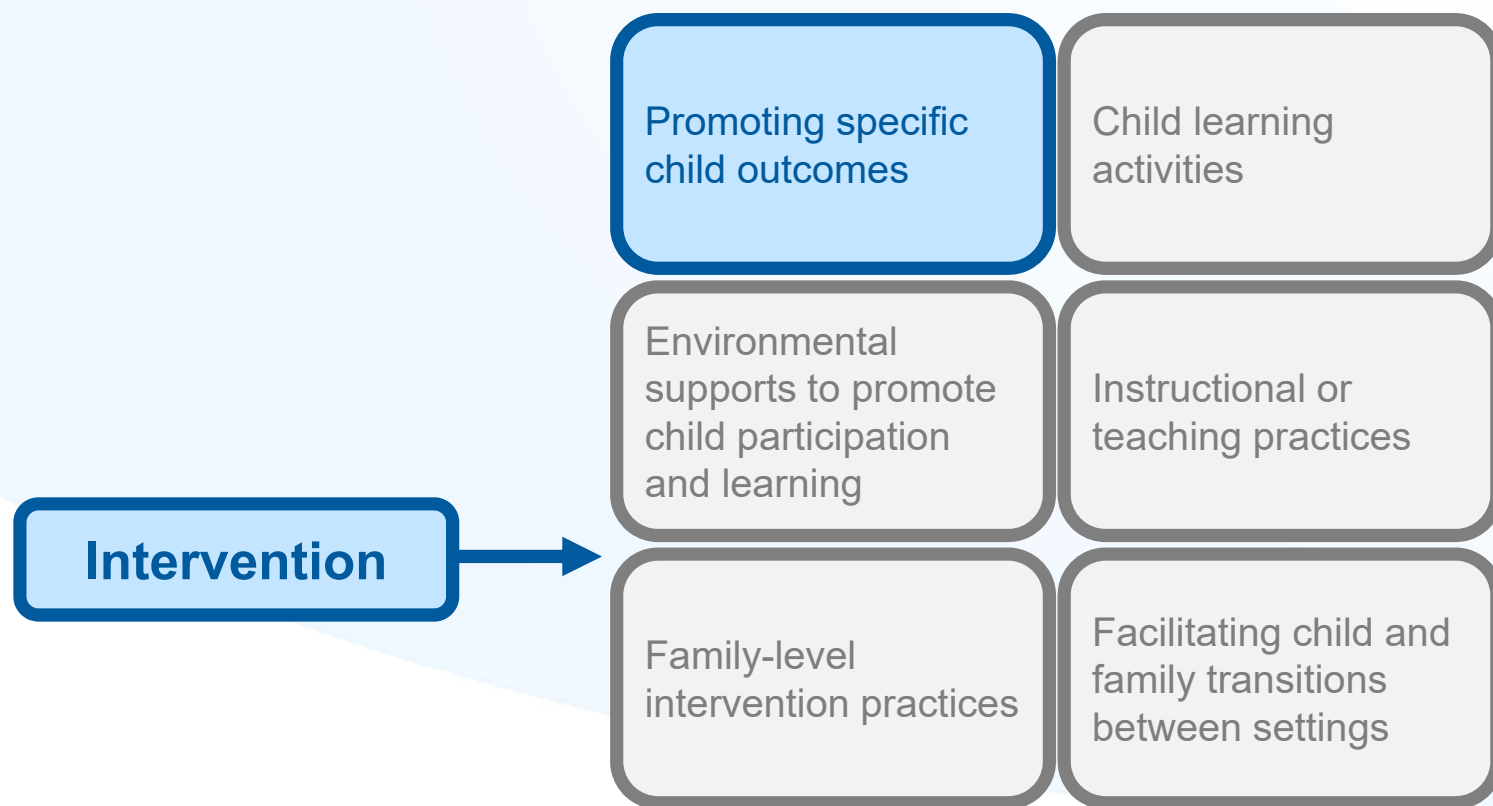 Promoting specific
child outcomes
Child learning
activities
Environmental
supports to promote
child participation
and learning
Instructional or
teaching practices
Intervention
Family-level
intervention practices
Facilitating child and
family transitions
between settings